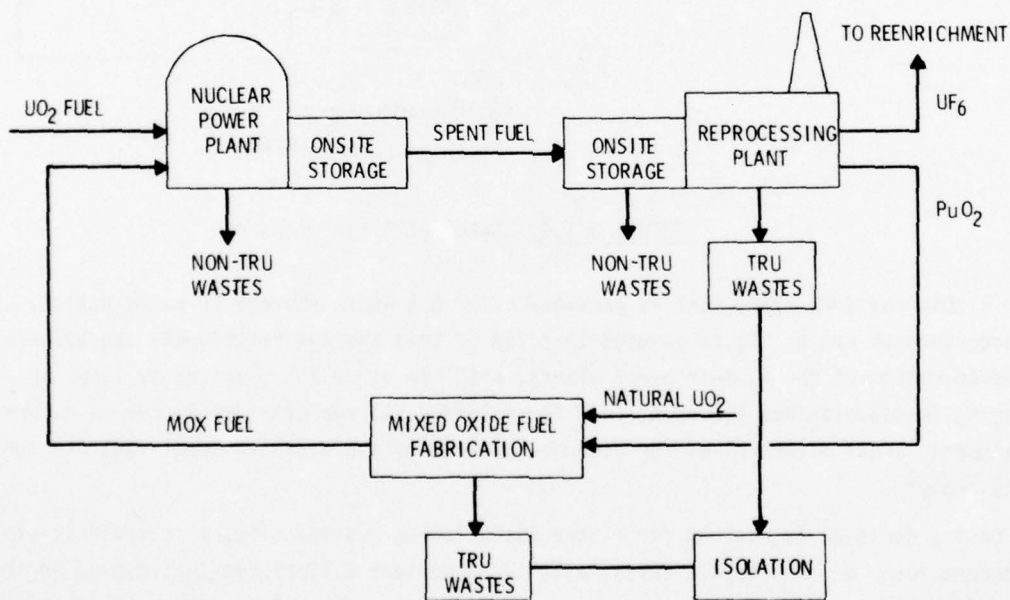 TO REENRICHMENT
UF6
UO2 FUEL
NUCLEAR
POWER
PLANT
ONSITE
STORAGE
SPENT FUEL
ONSITE
STORAGE
REPROCESSING
PLANT
PuO2
NON-TRU
WASTES
NON-TRU
WASTES
TRU
WASTES
NATURAL UO2
MOX FUEL
MIXED OXIDE FUEL
FABRICATION
TRU
WASTES
ISOLATION